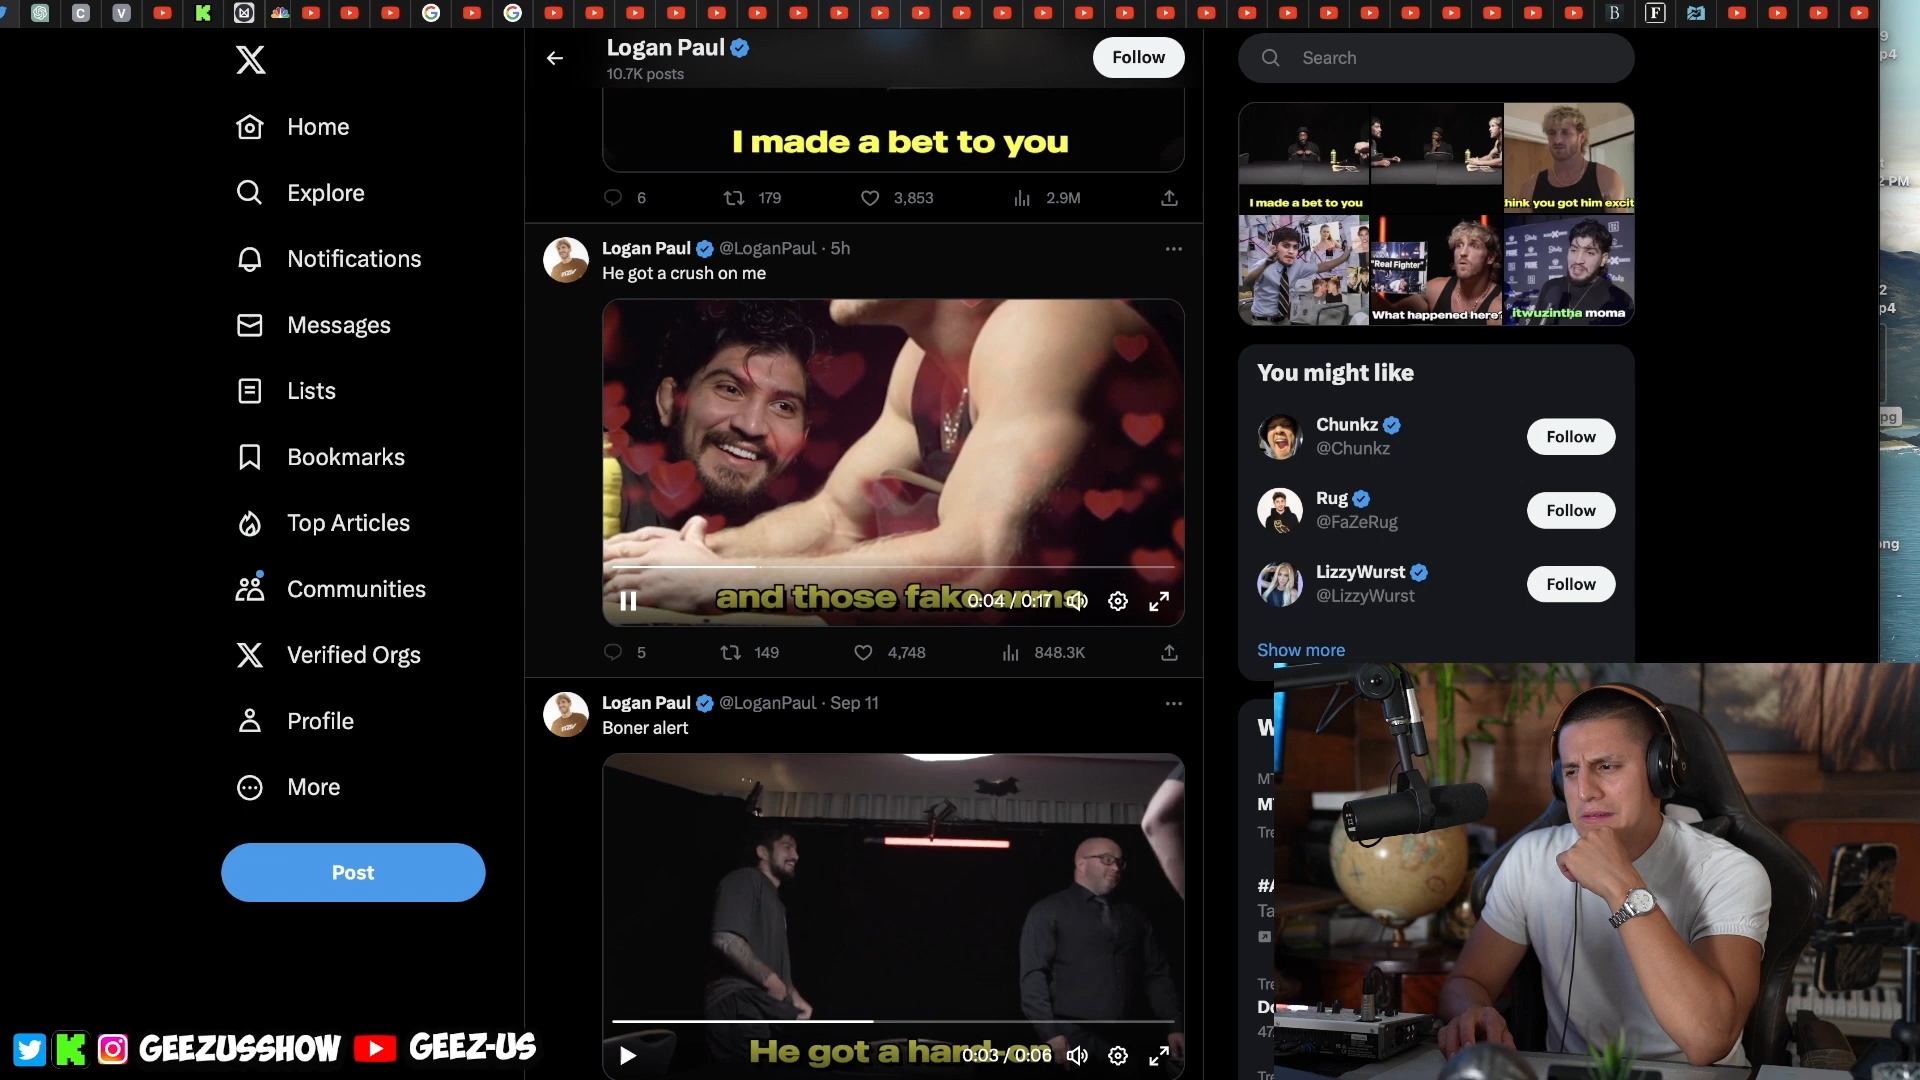 Home
Explore
Notifications
Messages
Lists
Bookmarks
Top Articles
Communities
Verified Orgs
Profile
More
Post
Logan Paul
10.7K posts
Follow
I made a bet to you
6 179 3,853 2.9M
Logan Paul @LoganPaul · 5h
He got a crush on me
and those fake arms
0:04 / 0:17
5 149 4,748 848.3K
Logan Paul @LoganPaul · Sep 11
Boner alert
He got a hard on
0:03 / 0:06
Search
I made a bet to you
think you got him excit
"Real Fighter"
What happened here?
itwuzintha moma
You might like
Chunkz
@Chunkz
Follow
Rug
@FaZeRug
Follow
LizzyWurst
@LizzyWurst
Follow
Show more
GEEZUSSHOW GEEZ-US